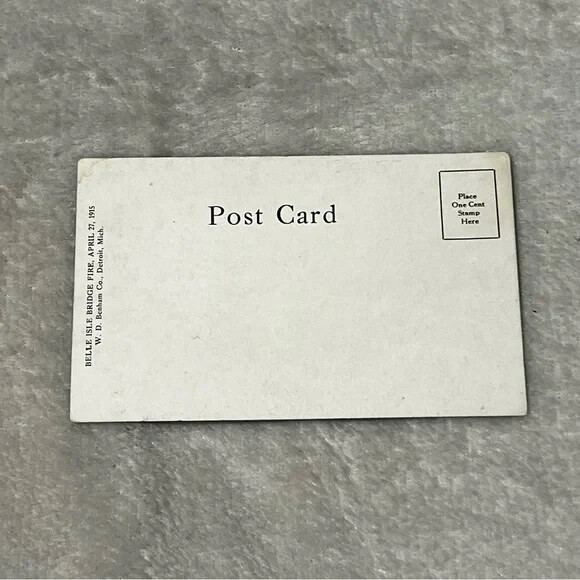 Post Card
Place
One Cent
Stamp
Here
BELLE ISLE BRIDGE FIRE, APRIL 27, 1915
W. D. Benham Co., Detroit, Mich.